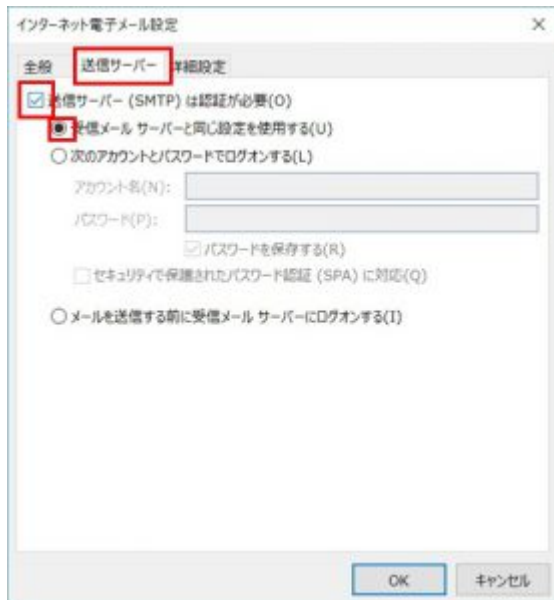 インターネット電子メール設定
全般 送信サーバー 詳細設定
送信サーバー (SMTP) は認証が必要(O)
受信メール サーバーと同じ設定を使用する(U)
次のアカウントとパスワードでログオンする(L)
アカウント名(N):
パスワード(P):
パスワードを保存する(R)
セキュリティで保護されたパスワード認証 (SPA) に対応(Q)
メールを送信する前に受信メール サーバーにログオンする(I)
OK キャンセル